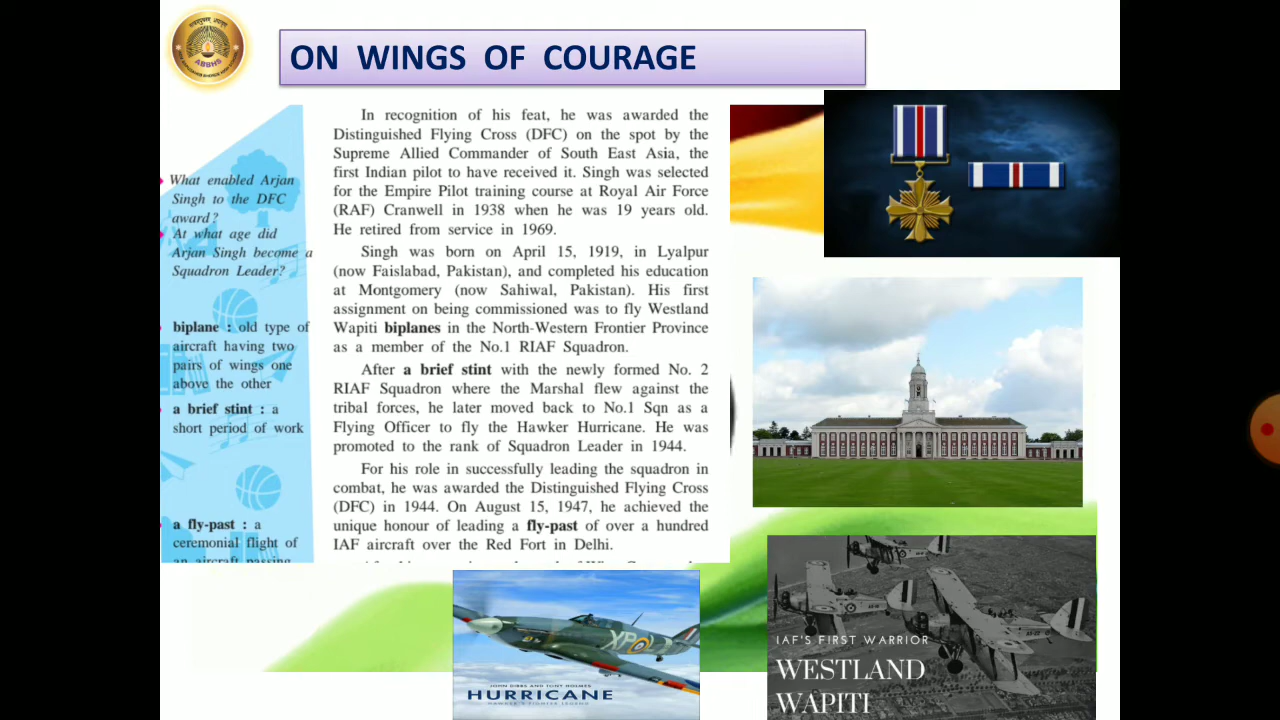 ON WINGS OF COURAGE
ABBHS
What enabled Arjan
Singh to the DFC
award?
At what age did
Arjan Singh become a
Squadron Leader?
biplane : old type of
aircraft having two
pairs of wings one
above the other
a brief stint : a
short period of work
a fly-past : a
ceremonial flight of
an aircraft passing
In recognition of his feat, he was awarded the
Distinguished Flying Cross (DFC) on the spot by the
Supreme Allied Commander of South East Asia, the
first Indian pilot to have received it. Singh was selected
for the Empire Pilot training course at Royal Air Force
(RAF) Cranwell in 1938 when he was 19 years old.
He retired from service in 1969.
Singh was born on April 15, 1919, in Lyalpur
(now Faislabad, Pakistan), and completed his education
at Montgomery (now Sahiwal, Pakistan). His first
assignment on being commissioned was to fly Westland
Wapiti biplanes in the North-Western Frontier Province
as a member of the No.1 RIAF Squadron.
After a brief stint with the newly formed No. 2
RIAF Squadron where the Marshal flew against the
tribal forces, he later moved back to No.1 Sqn as a
Flying Officer to fly the Hawker Hurricane. He was
promoted to the rank of Squadron Leader in 1944.
For his role in successfully leading the squadron in
combat, he was awarded the Distinguished Flying Cross
(DFC) in 1944. On August 15, 1947, he achieved the
unique honour of leading a fly-past of over a hundred
IAF aircraft over the Red Fort in Delhi.
XP
JOHN DIBBS AND TONY HOLMES
HURRICANE
HAWKER'S FIGHTER LEGEND
IAF'S FIRST WARRIOR
WESTLAND
WAPITI